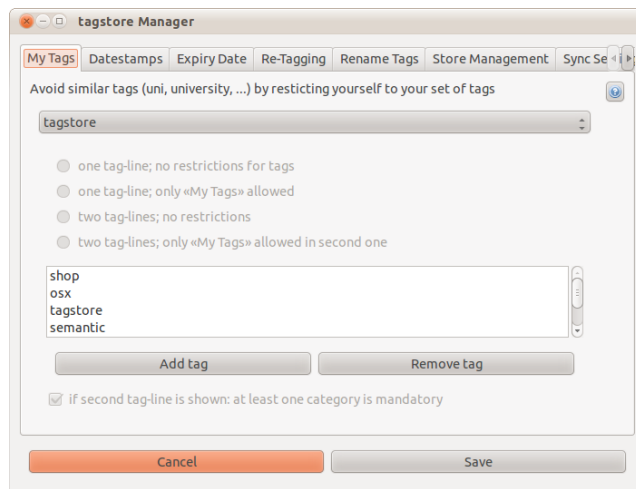 tagstore Manager
My Tags Datestamps Expiry Date Re-Tagging Rename Tags Store Management Sync Se
Avoid similar tags (uni, university, ...) by resticting yourself to your set of tags
tagstore
one tag-line; no restrictions for tags
one tag-line; only «My Tags» allowed
two tag-lines; no restrictions
two tag-lines; only «My Tags» allowed in second one
shop
osx
tagstore
semantic
Add tag Remove tag
if second tag-line is shown: at least one category is mandatory
Cancel Save